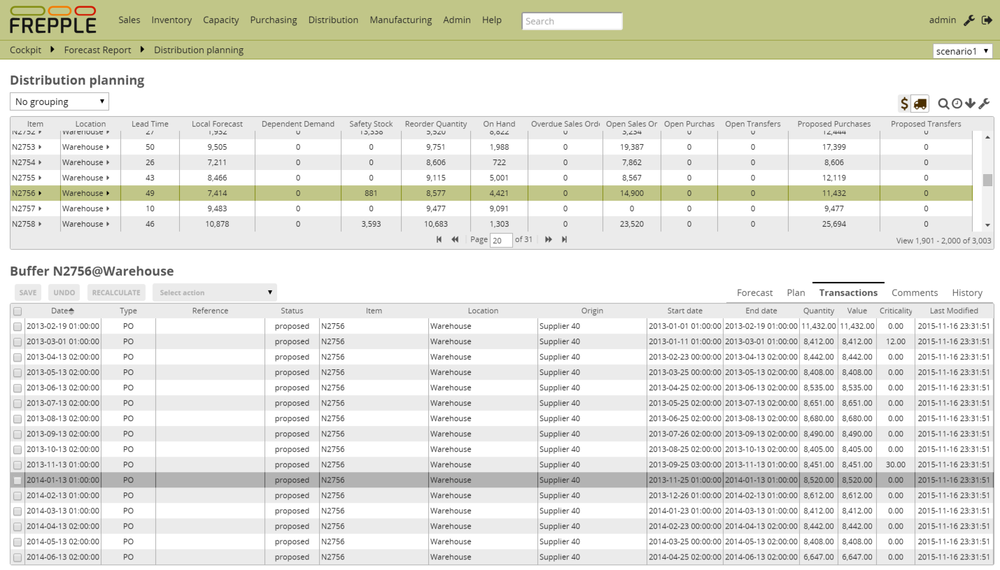 FREPPLE Sales Inventory Capacity Purchasing Distribution Manufacturing Admin Help Search admin
Cockpit Forecast Report Distribution planning scenario1
Distribution planning
No grouping $
Item Location Lead Time Local Forecast Dependent Demand Safety Stock Reorder Quantity On Hand Overdue Sales Orde Open Sales Or Open Purchas Open Transfers Proposed Purchases Proposed Transfers
N2752 Warehouse 27 1,932 0 13,338 5,520 8,822 0 3,234 0 0 12,444 0
N2753 Warehouse 50 9,505 0 0 9,751 1,988 0 19,387 0 0 17,399 0
N2754 Warehouse 26 7,211 0 0 8,606 722 0 7,862 0 0 8,606 0
N2755 Warehouse 43 8,466 0 0 9,115 5,001 0 8,567 0 0 12,119 0
N2756 Warehouse 49 7,414 0 881 8,577 4,421 0 14,900 0 0 11,432 0
N2757 Warehouse 10 9,483 0 0 9,477 9,091 0 0 0 0 9,477 0
N2758 Warehouse 46 10,878 0 3,593 10,683 1,303 0 23,520 0 0 25,694 0
Page 20 of 31 View 1,901 - 2,000 of 3,003
Buffer N2756@Warehouse
SAVE UNDO RECALCULATE Select action Forecast Plan Transactions Comments History
Date Type Reference Status Item Location Origin Start date End date Quantity Value Criticality Last Modified
2013-02-19 01:00:00 PO proposed N2756 Warehouse Supplier 40 2013-01-01 01:00:00 2013-02-19 01:00:00 11,432.00 11,432.00 0.00 2015-11-16 23:31:51
2013-03-01 01:00:00 PO proposed N2756 Warehouse Supplier 40 2013-01-11 01:00:00 2013-03-01 01:00:00 8,412.00 8,412.00 12.00 2015-11-16 23:31:51
2013-04-13 02:00:00 PO proposed N2756 Warehouse Supplier 40 2013-02-23 00:00:00 2013-04-13 02:00:00 8,442.00 8,442.00 0.00 2015-11-16 23:31:51
2013-05-13 02:00:00 PO proposed N2756 Warehouse Supplier 40 2013-03-25 00:00:00 2013-05-13 02:00:00 8,408.00 8,408.00 0.00 2015-11-16 23:31:51
2013-06-13 02:00:00 PO proposed N2756 Warehouse Supplier 40 2013-04-25 02:00:00 2013-06-13 02:00:00 8,535.00 8,535.00 0.00 2015-11-16 23:31:51
2013-07-13 02:00:00 PO proposed N2756 Warehouse Supplier 40 2013-05-25 02:00:00 2013-07-13 02:00:00 8,651.00 8,651.00 0.00 2015-11-16 23:31:51
2013-08-13 02:00:00 PO proposed N2756 Warehouse Supplier 40 2013-06-25 02:00:00 2013-08-13 02:00:00 8,680.00 8,680.00 0.00 2015-11-16 23:31:51
2013-09-13 02:00:00 PO proposed N2756 Warehouse Supplier 40 2013-07-26 02:00:00 2013-09-13 02:00:00 8,490.00 8,490.00 0.00 2015-11-16 23:31:51
2013-10-13 02:00:00 PO proposed N2756 Warehouse Supplier 40 2013-08-25 02:00:00 2013-10-13 02:00:00 8,405.00 8,405.00 0.00 2015-11-16 23:31:51
2013-11-13 01:00:00 PO proposed N2756 Warehouse Supplier 40 2013-09-25 03:00:00 2013-11-13 01:00:00 8,451.00 8,451.00 30.00 2015-11-16 23:31:51
2014-01-13 01:00:00 PO proposed N2756 Warehouse Supplier 40 2013-11-25 01:00:00 2014-01-13 01:00:00 8,520.00 8,520.00 0.00 2015-11-16 23:31:51
2014-02-13 01:00:00 PO proposed N2756 Warehouse Supplier 40 2013-12-26 01:00:00 2014-02-13 01:00:00 8,612.00 8,612.00 0.00 2015-11-16 23:31:51
2014-03-13 01:00:00 PO proposed N2756 Warehouse Supplier 40 2014-01-23 01:00:00 2014-03-13 01:00:00 8,412.00 8,412.00 0.00 2015-11-16 23:31:51
2014-04-13 02:00:00 PO proposed N2756 Warehouse Supplier 40 2014-02-23 00:00:00 2014-04-13 02:00:00 8,442.00 8,442.00 0.00 2015-11-16 23:31:51
2014-05-13 02:00:00 PO proposed N2756 Warehouse Supplier 40 2014-03-25 00:00:00 2014-05-13 02:00:00 8,408.00 8,408.00 0.00 2015-11-16 23:31:51
2014-06-13 02:00:00 PO proposed N2756 Warehouse Supplier 40 2014-04-25 02:00:00 2014-06-13 02:00:00 6,647.00 6,647.00 0.00 2015-11-16 23:31:51